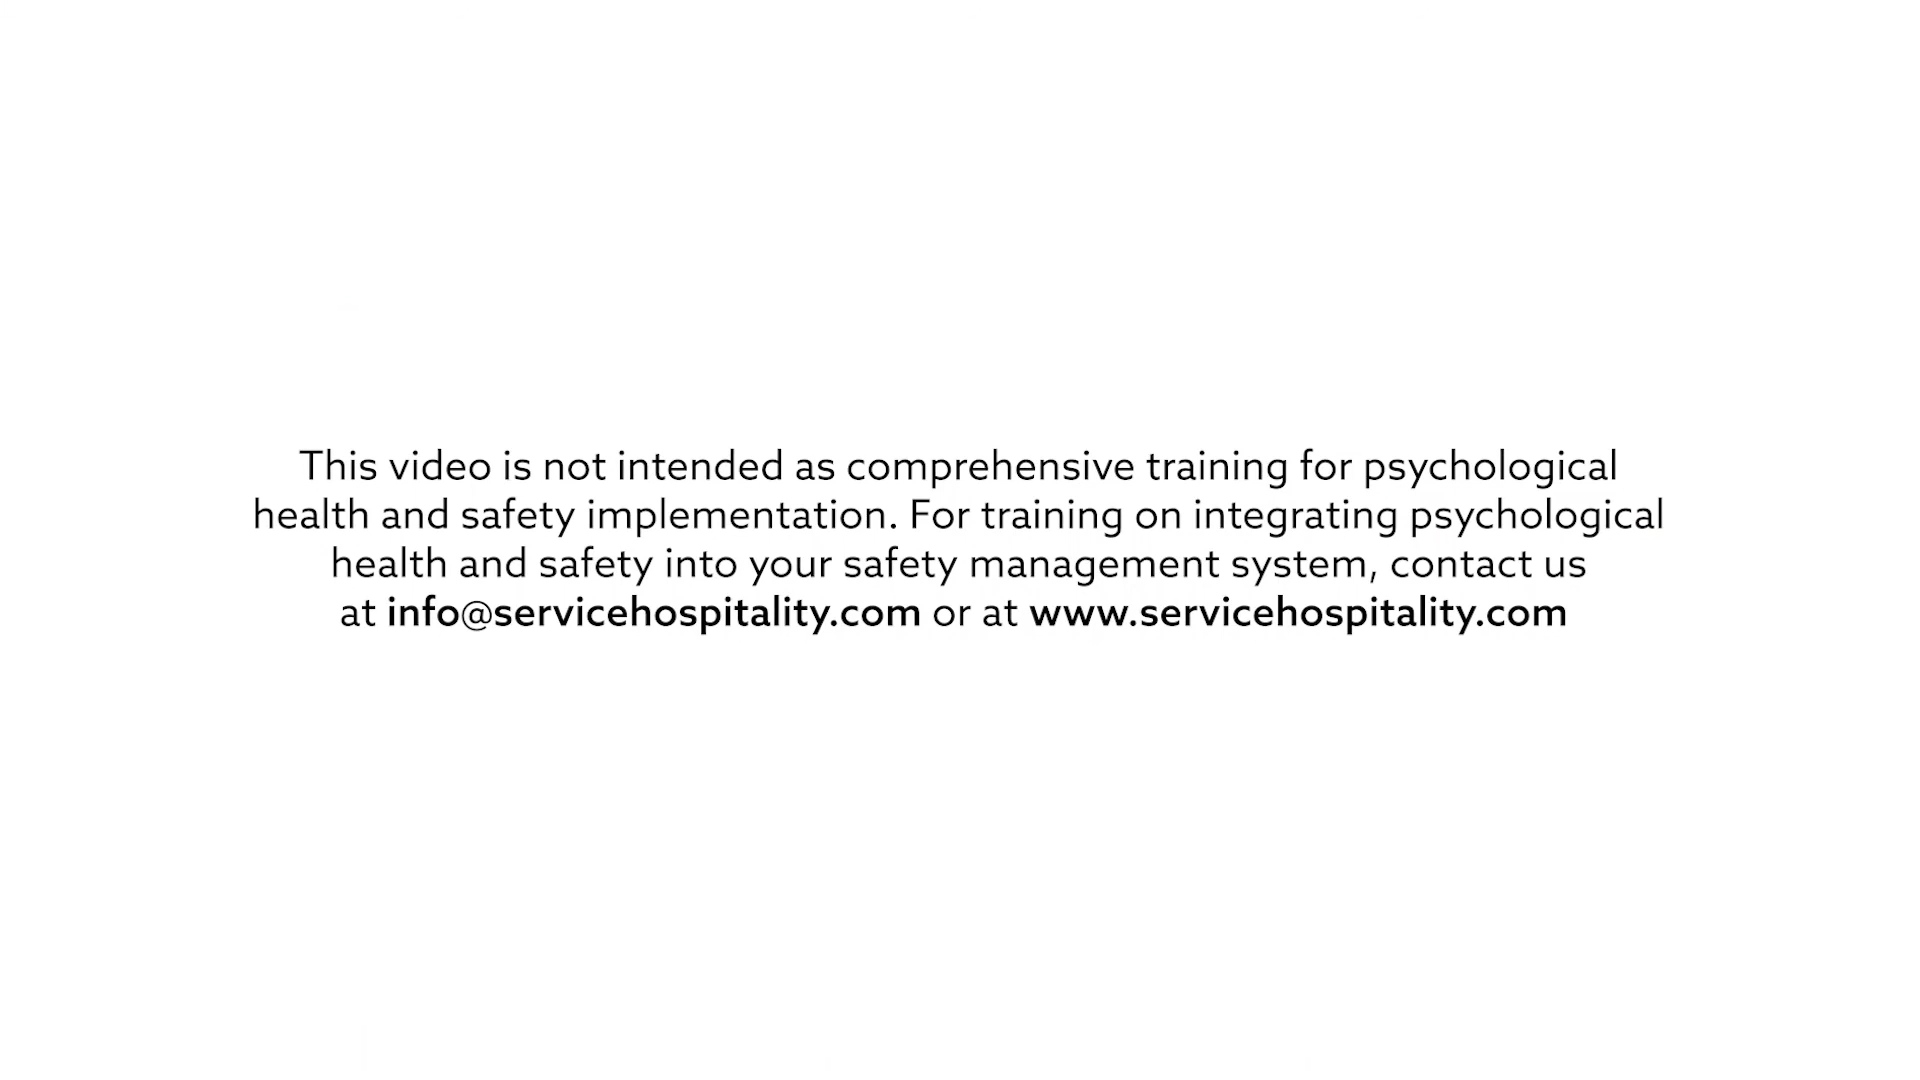 This video is not intended as comprehensive training for psychological
health and safety implementation. For training on integrating psychological
health and safety into your safety management system, contact us
at info@servicehospitality.com or at www.servicehospitality.com